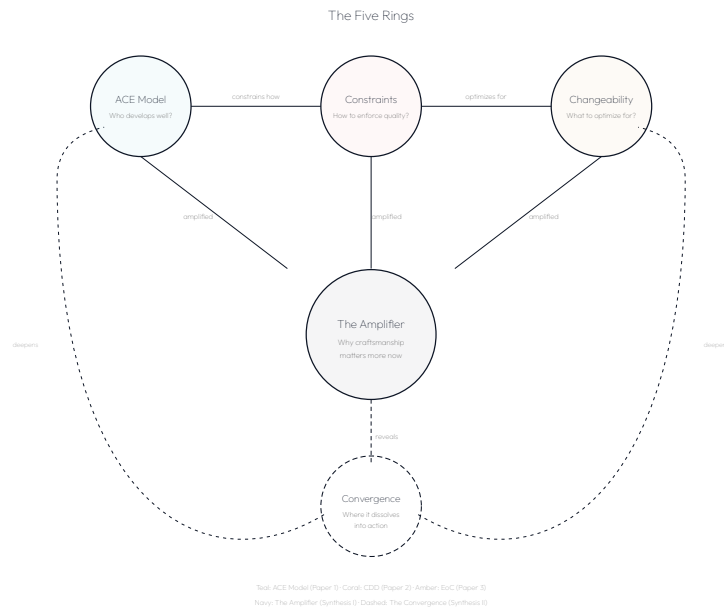 The Five Rings
ACE Model
Who develops well?
constrains how
Constraints
How to enforce quality?
optimizes for
Changeability
What to optimize for?
amplified
amplified
amplified
The Amplifier
Why craftsmanship
matters more now
deepens
deeper
reveals
Convergence
Where it dissolves
into action
Teal: ACE Model (Paper 1) · Coral: CDD (Paper 2) · Amber: EoC (Paper 3)
Navy: The Amplifier (Synthesis I) · Dashed: The Convergence (Synthesis II)